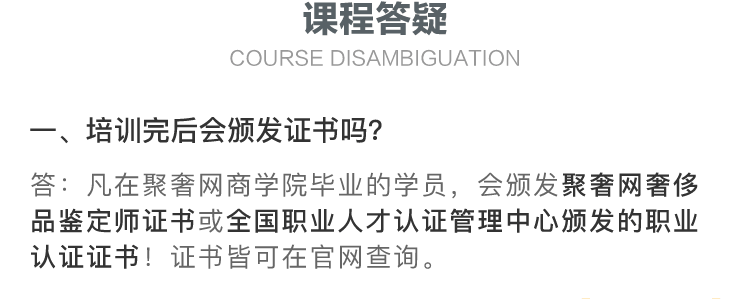 课程答疑
COURSE DISAMBIGUATION
一、培训完后会颁发证书吗?
答：凡在聚奢网商学院毕业的学员，会颁发聚奢网奢侈
品鉴定师证书或全国职业人才认证管理中心颁发的职业
认证证书！证书皆可在官网查询。